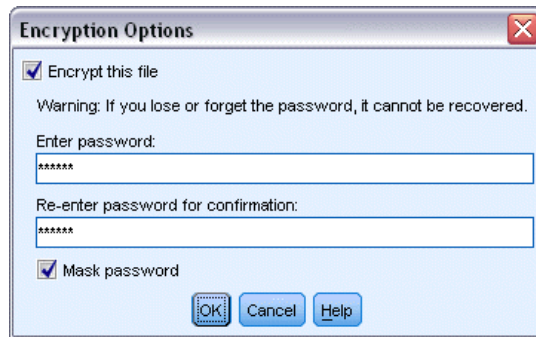 Encryption Options
Encrypt this file
Warning: If you lose or forget the password, it cannot be recovered.
Enter password:
******
Re-enter password for confirmation:
******
Mask password
OK Cancel Help